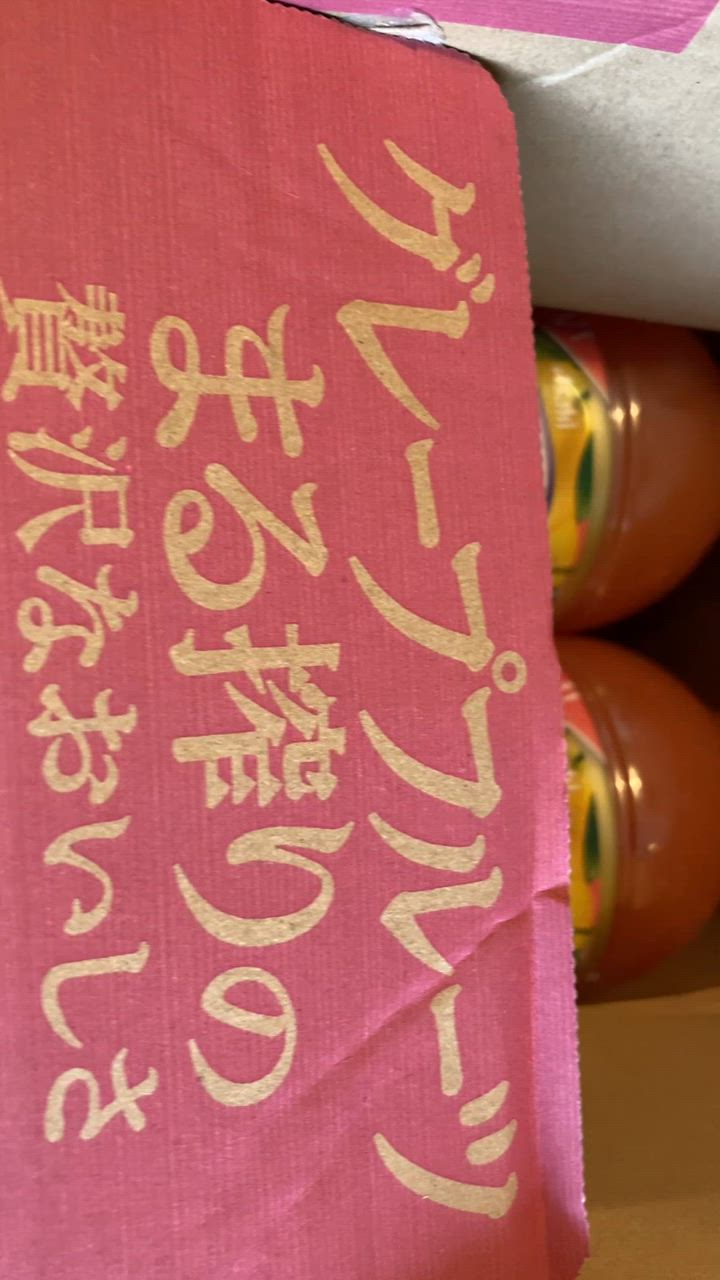 グレープフルーツ
まる搾りの
贅沢なおいしさ